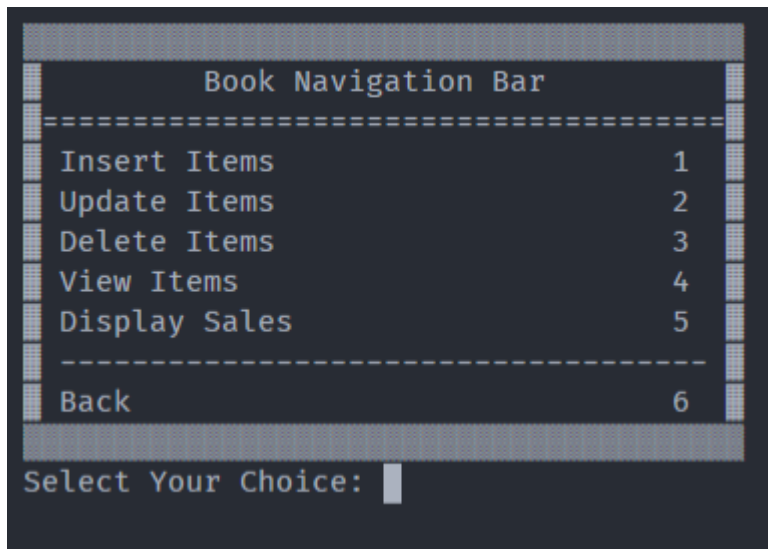 Book Navigation Bar
======================================
Insert Items 1
Update Items 2
Delete Items 3
View Items 4
Display Sales 5
------------------------------------
Back 6
Select Your Choice: